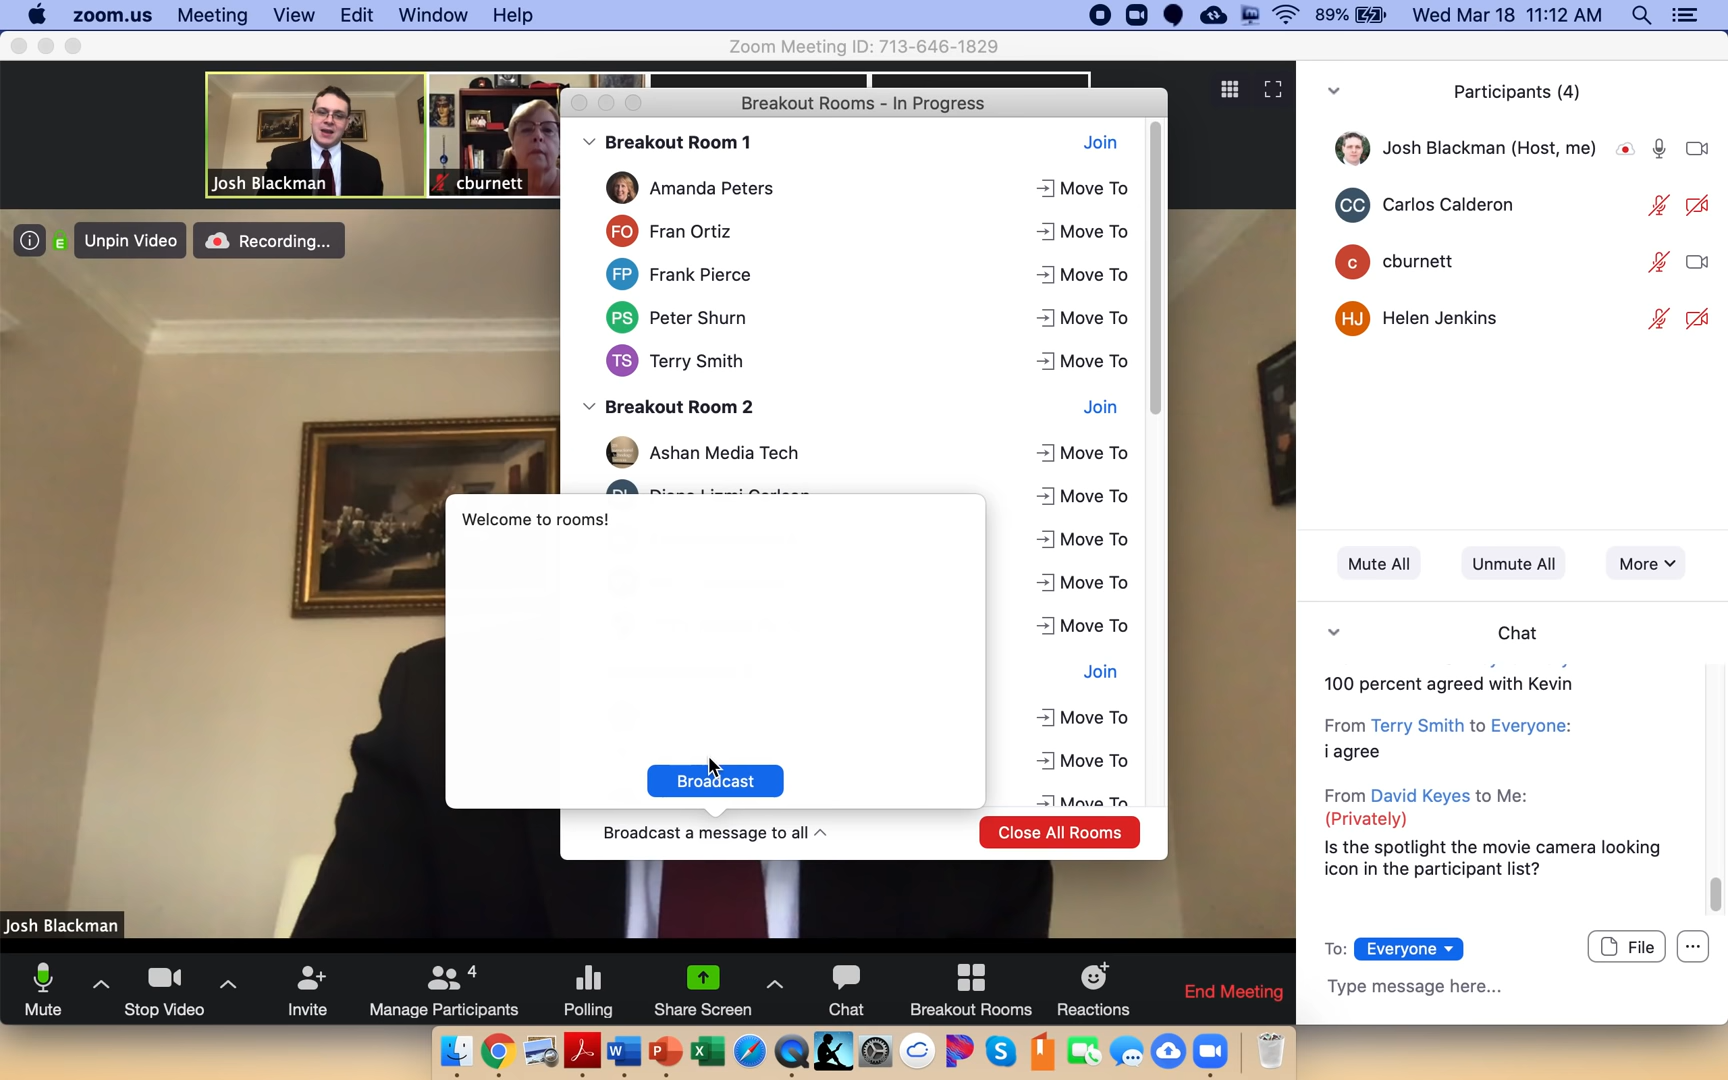 zoom.us Meeting View Edit Window Help 89% Wed Mar 18 11:12 AM
Zoom Meeting ID: 713-646-1829
Josh Blackman
cburnett
Unpin Video
Recording...
Breakout Rooms - In Progress
Breakout Room 1 Join
Amanda Peters Move To
FO Fran Ortiz Move To
FP Frank Pierce Move To
PS Peter Shurn Move To
TS Terry Smith Move To
Breakout Room 2 Join
Ashan Media Tech Move To
Move To
Move To
Move To
Move To
Join
Move To
Move To
Move To
Welcome to rooms!
Broadcast
Broadcast a message to all
Close All Rooms
Josh Blackman
Participants (4)
Josh Blackman (Host, me)
CC Carlos Calderon
c cburnett
HJ Helen Jenkins
Mute All Unmute All More
Chat
100 percent agreed with Kevin
From Terry Smith to Everyone:
i agree
From David Keyes to Me:
(Privately)
Is the spotlight the movie camera looking
icon in the participant list?
To: Everyone File
Type message here...
Mute Stop Video Invite Manage Participants 4 Polling Share Screen Chat Breakout Rooms Reactions End Meeting